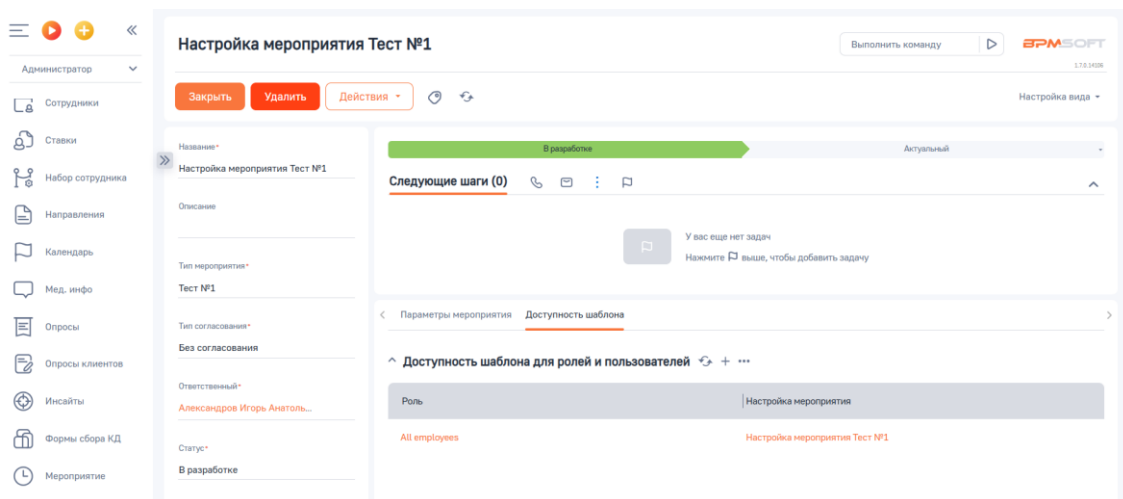 Настройка мероприятия Тест №1
Выполнить команду
BPMSOFT
1.7.0.14106
Администратор
Закрыть
Удалить
Действия
Настройка вида
Сотрудники
Ставки
Набор сотрудника
Направления
Календарь
Мед. инфо
Опросы
Опросы клиентов
Инсайты
Формы сбора КД
Мероприятие
Название*
Настройка мероприятия Тест №1
Описание
Тип мероприятия*
Тест №1
Тип согласования*
Без согласования
Ответственный*
Александров Игорь Анатоль...
Статус*
В разработке
В разработке
Актуальный
Следующие шаги (0)
У вас еще нет задач
Нажмите выше, чтобы добавить задачу
Параметры мероприятия
Доступность шаблона
Доступность шаблона для ролей и пользователей
Роль
Настройка мероприятия
All employees
Настройка мероприятия Тест №1